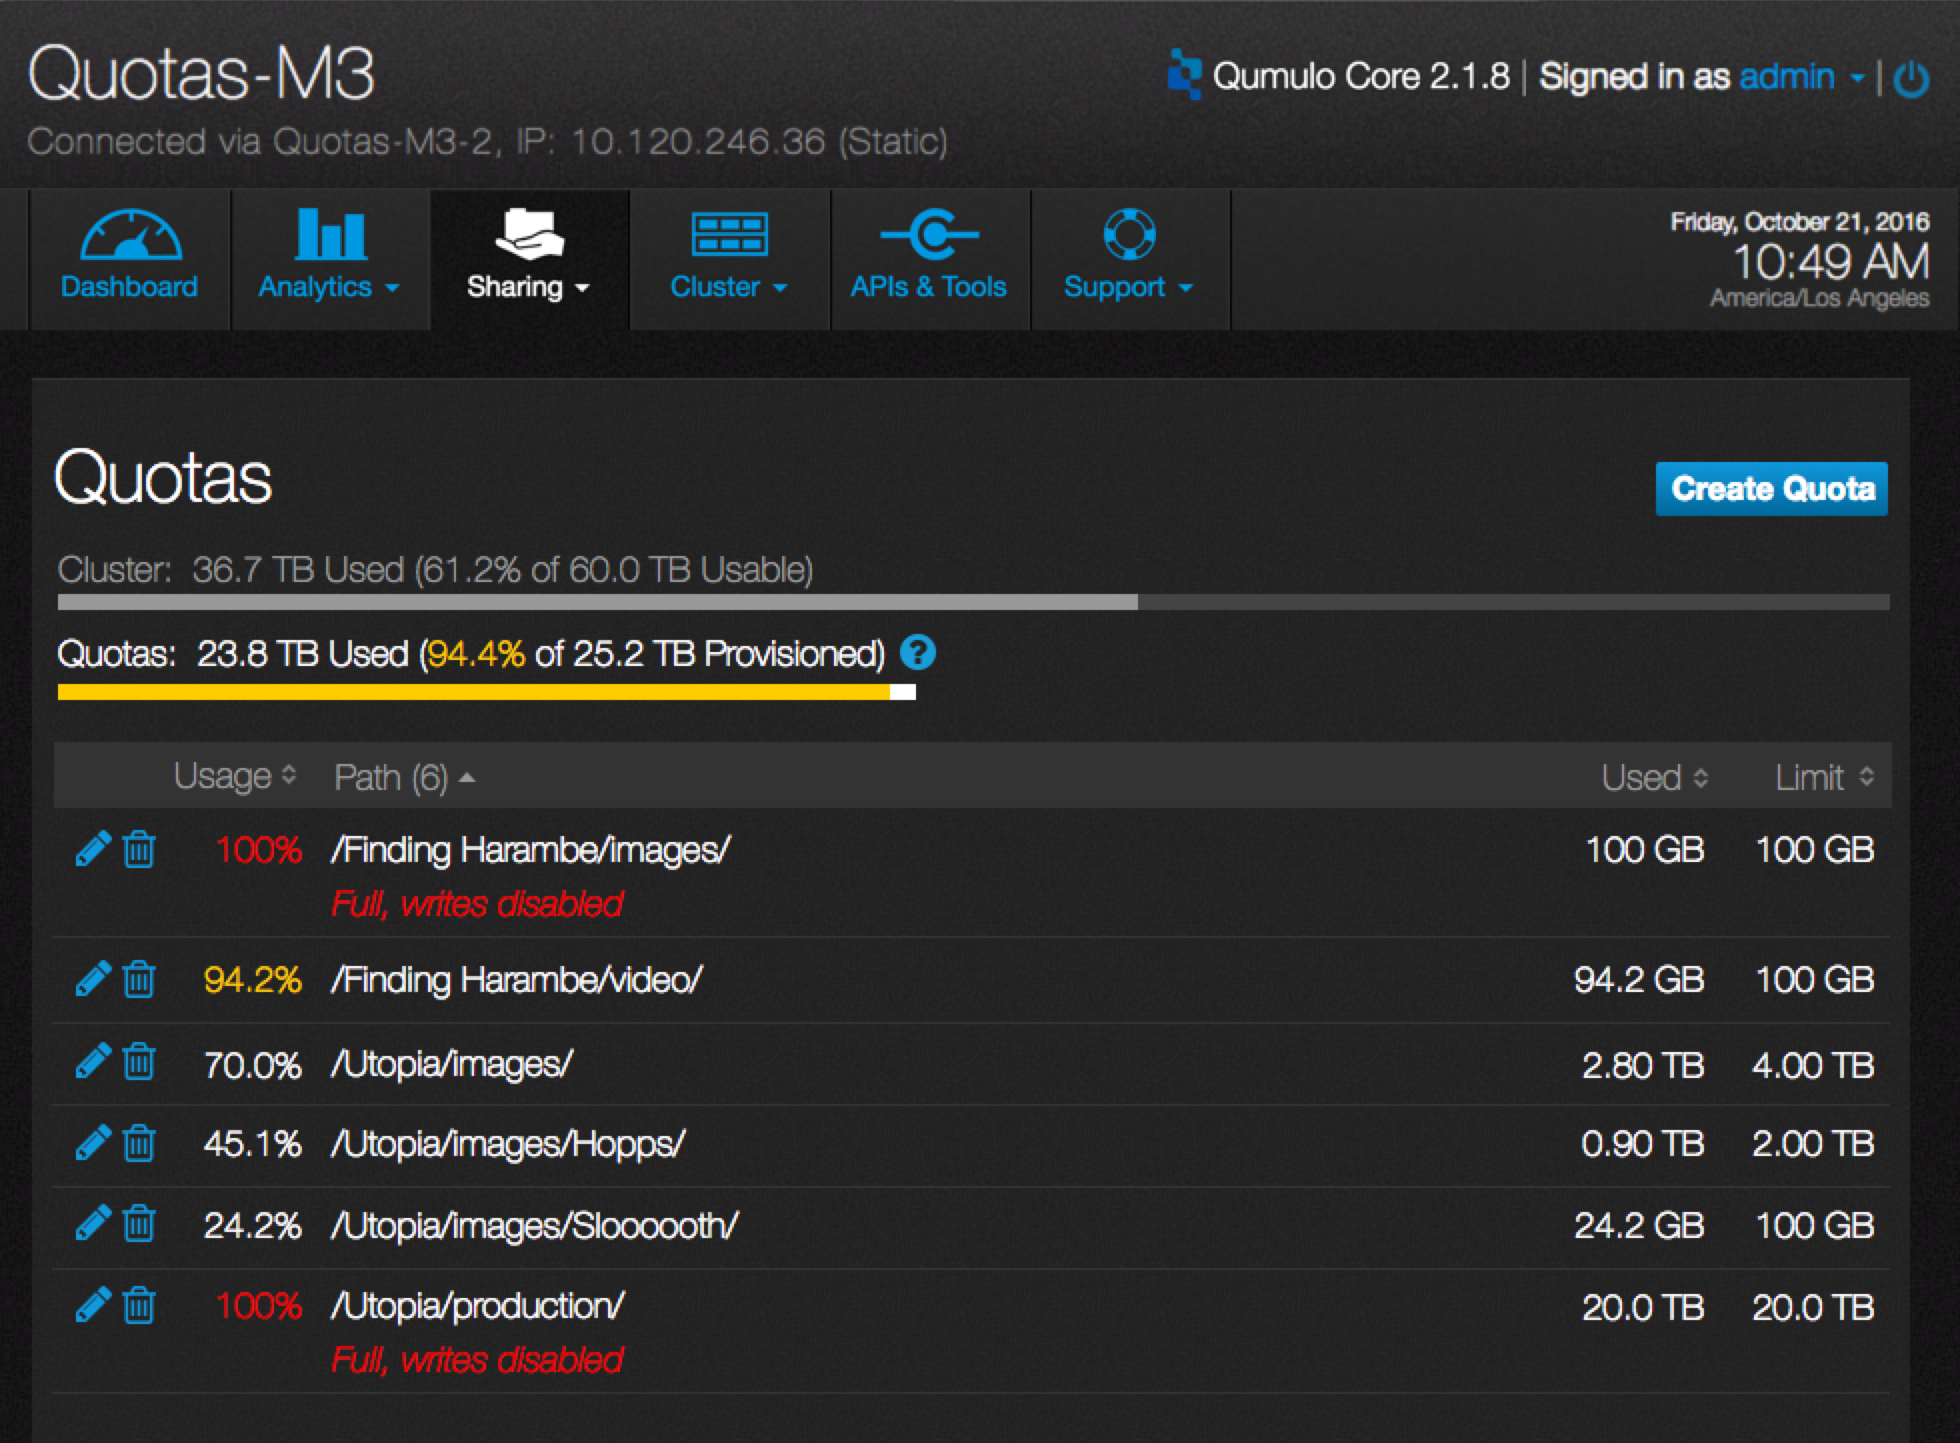 Quotas-M3
Qumulo Core 2.1.8 | Signed in as admin
Connected via Quotas-M3-2, IP: 10.120.246.36 (Static)
Dashboard
Analytics
Sharing
Cluster
APIs & Tools
Support
Friday, October 21, 2016
10:49 AM
America/Los Angeles
Quotas
Create Quota
Cluster: 36.7 TB Used (61.2% of 60.0 TB Usable)
Quotas: 23.8 TB Used (94.4% of 25.2 TB Provisioned) ?
Usage Path (6) Used Limit
100% /Finding Harambe/images/ 100 GB 100 GB
Full, writes disabled
94.2% /Finding Harambe/video/ 94.2 GB 100 GB
70.0% /Utopia/images/ 2.80 TB 4.00 TB
45.1% /Utopia/images/Hopps/ 0.90 TB 2.00 TB
24.2% /Utopia/images/Sloooooth/ 24.2 GB 100 GB
100% /Utopia/production/ 20.0 TB 20.0 TB
Full, writes disabled